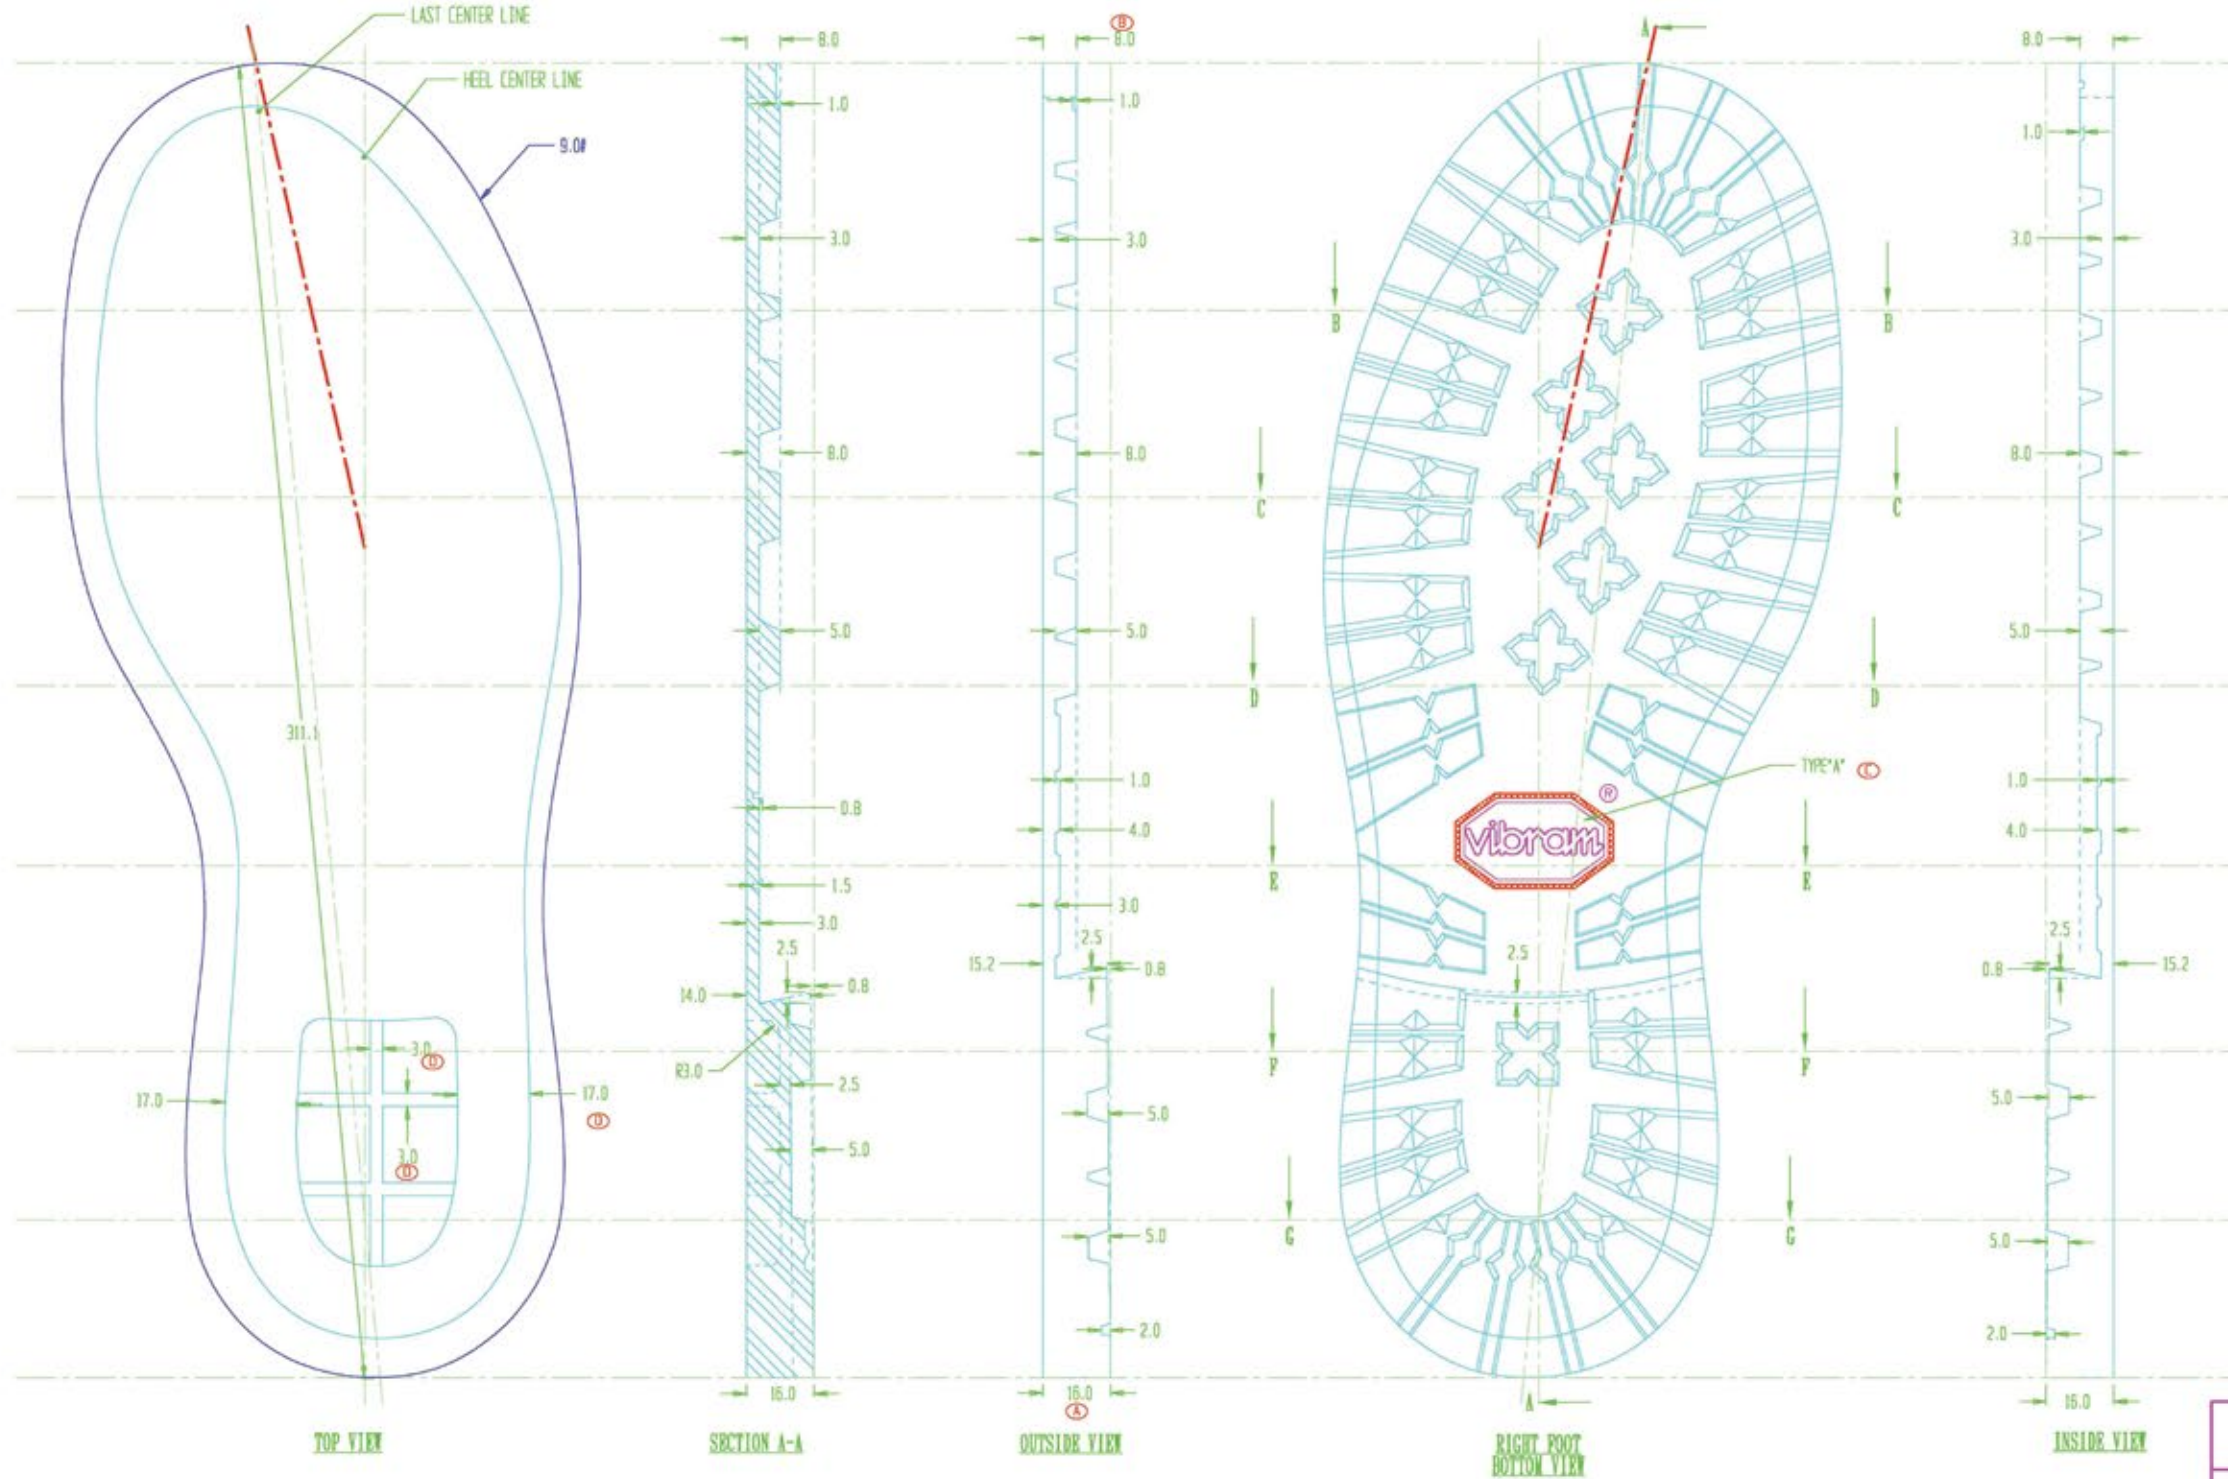 LAST CENTER LINE
HEEL CENTER LINE
9.0#
311.1
3.0
D
17.0
17.0
D
3.0
D
TOP VIEW
8.0
1.0
3.0
8.0
5.0
0.8
1.5
3.0
2.5
0.8
14.0
R3.0
2.5
5.0
16.0
SECTION A-A
B
8.0
1.0
3.0
8.0
5.0
1.0
4.0
3.0
2.5
15.2
0.8
5.0
5.0
2.0
16.0
A
OUTSIDE VIEW
A
B
B
C
C
D
D
TYPE"A"
C
®
vibram
E
E
2.5
F
F
G
G
A
RIGHT FOOT
BOTTOM VIEW
8.0
1.0
3.0
8.0
5.0
1.0
4.0
2.5
0.8
15.2
5.0
5.0
2.0
16.0
INSIDE VIEW